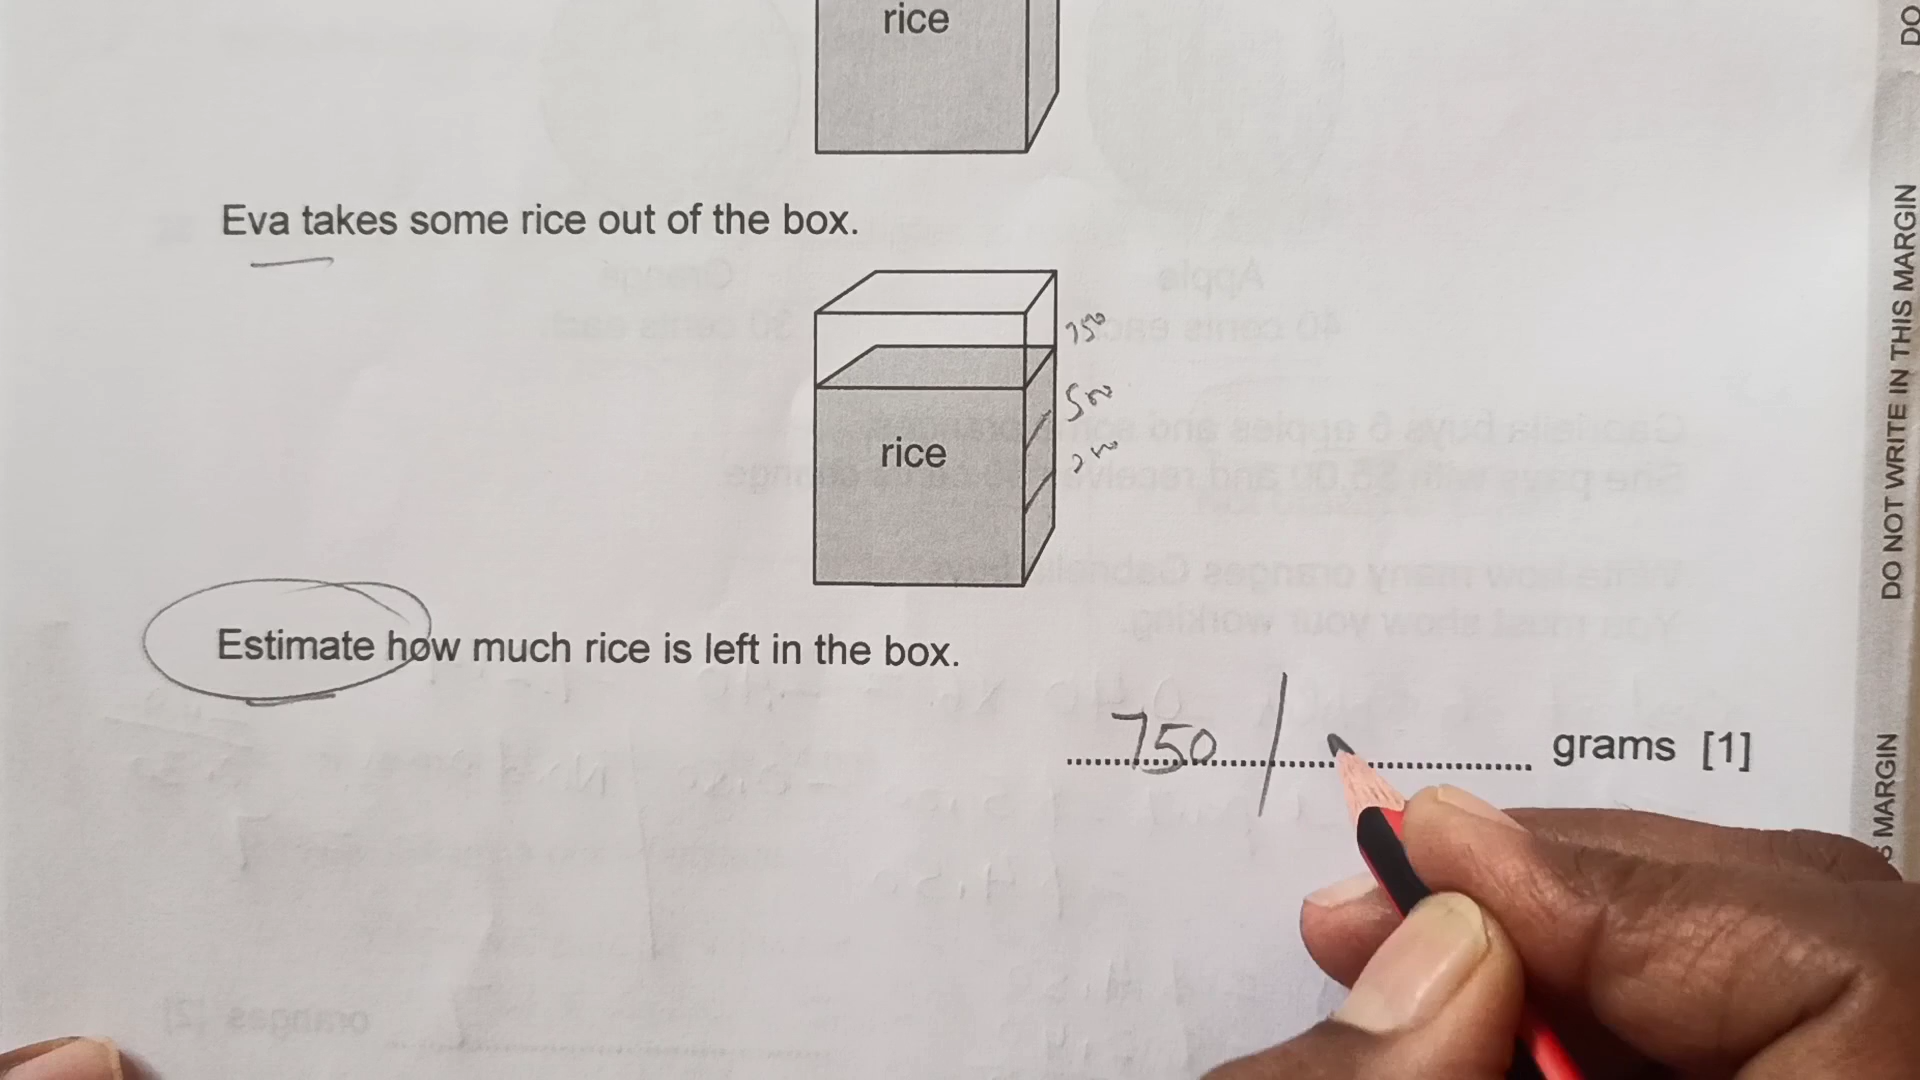 rice
DO
Eva takes some rice out of the box.
750
500
rice
DO NOT WRITE IN THIS MARGIN
Estimate how much rice is left in the box.
750 / grams [1]
MARGIN